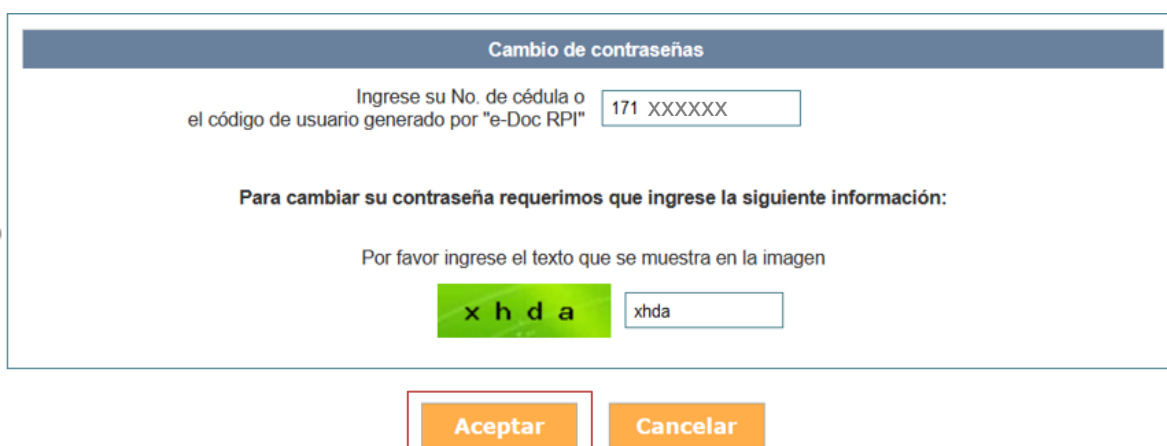 Cambio de contraseñas
Ingrese su No. de cédula o
el código de usuario generado por "e-Doc RPI"
171 XXXXXX
Para cambiar su contraseña requerimos que ingrese la siguiente información:
Por favor ingrese el texto que se muestra en la imagen
x h d a
xhda
Aceptar
Cancelar